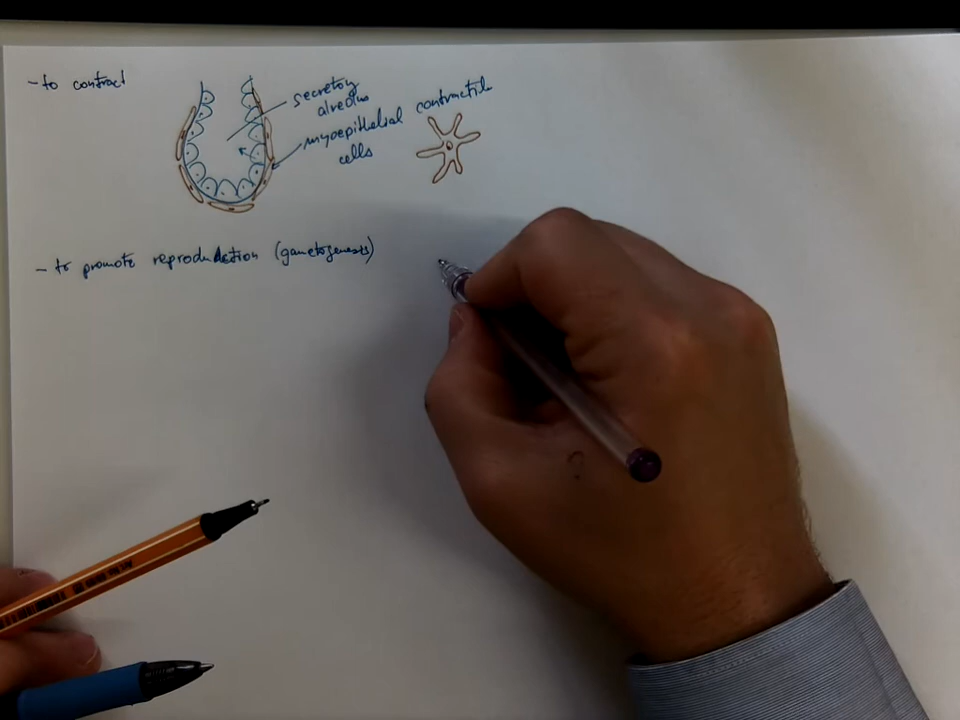 - to contract
secretory
alveolus
myoepithelial contractile
cells
- to promote reproduction (gametogenesis)
?